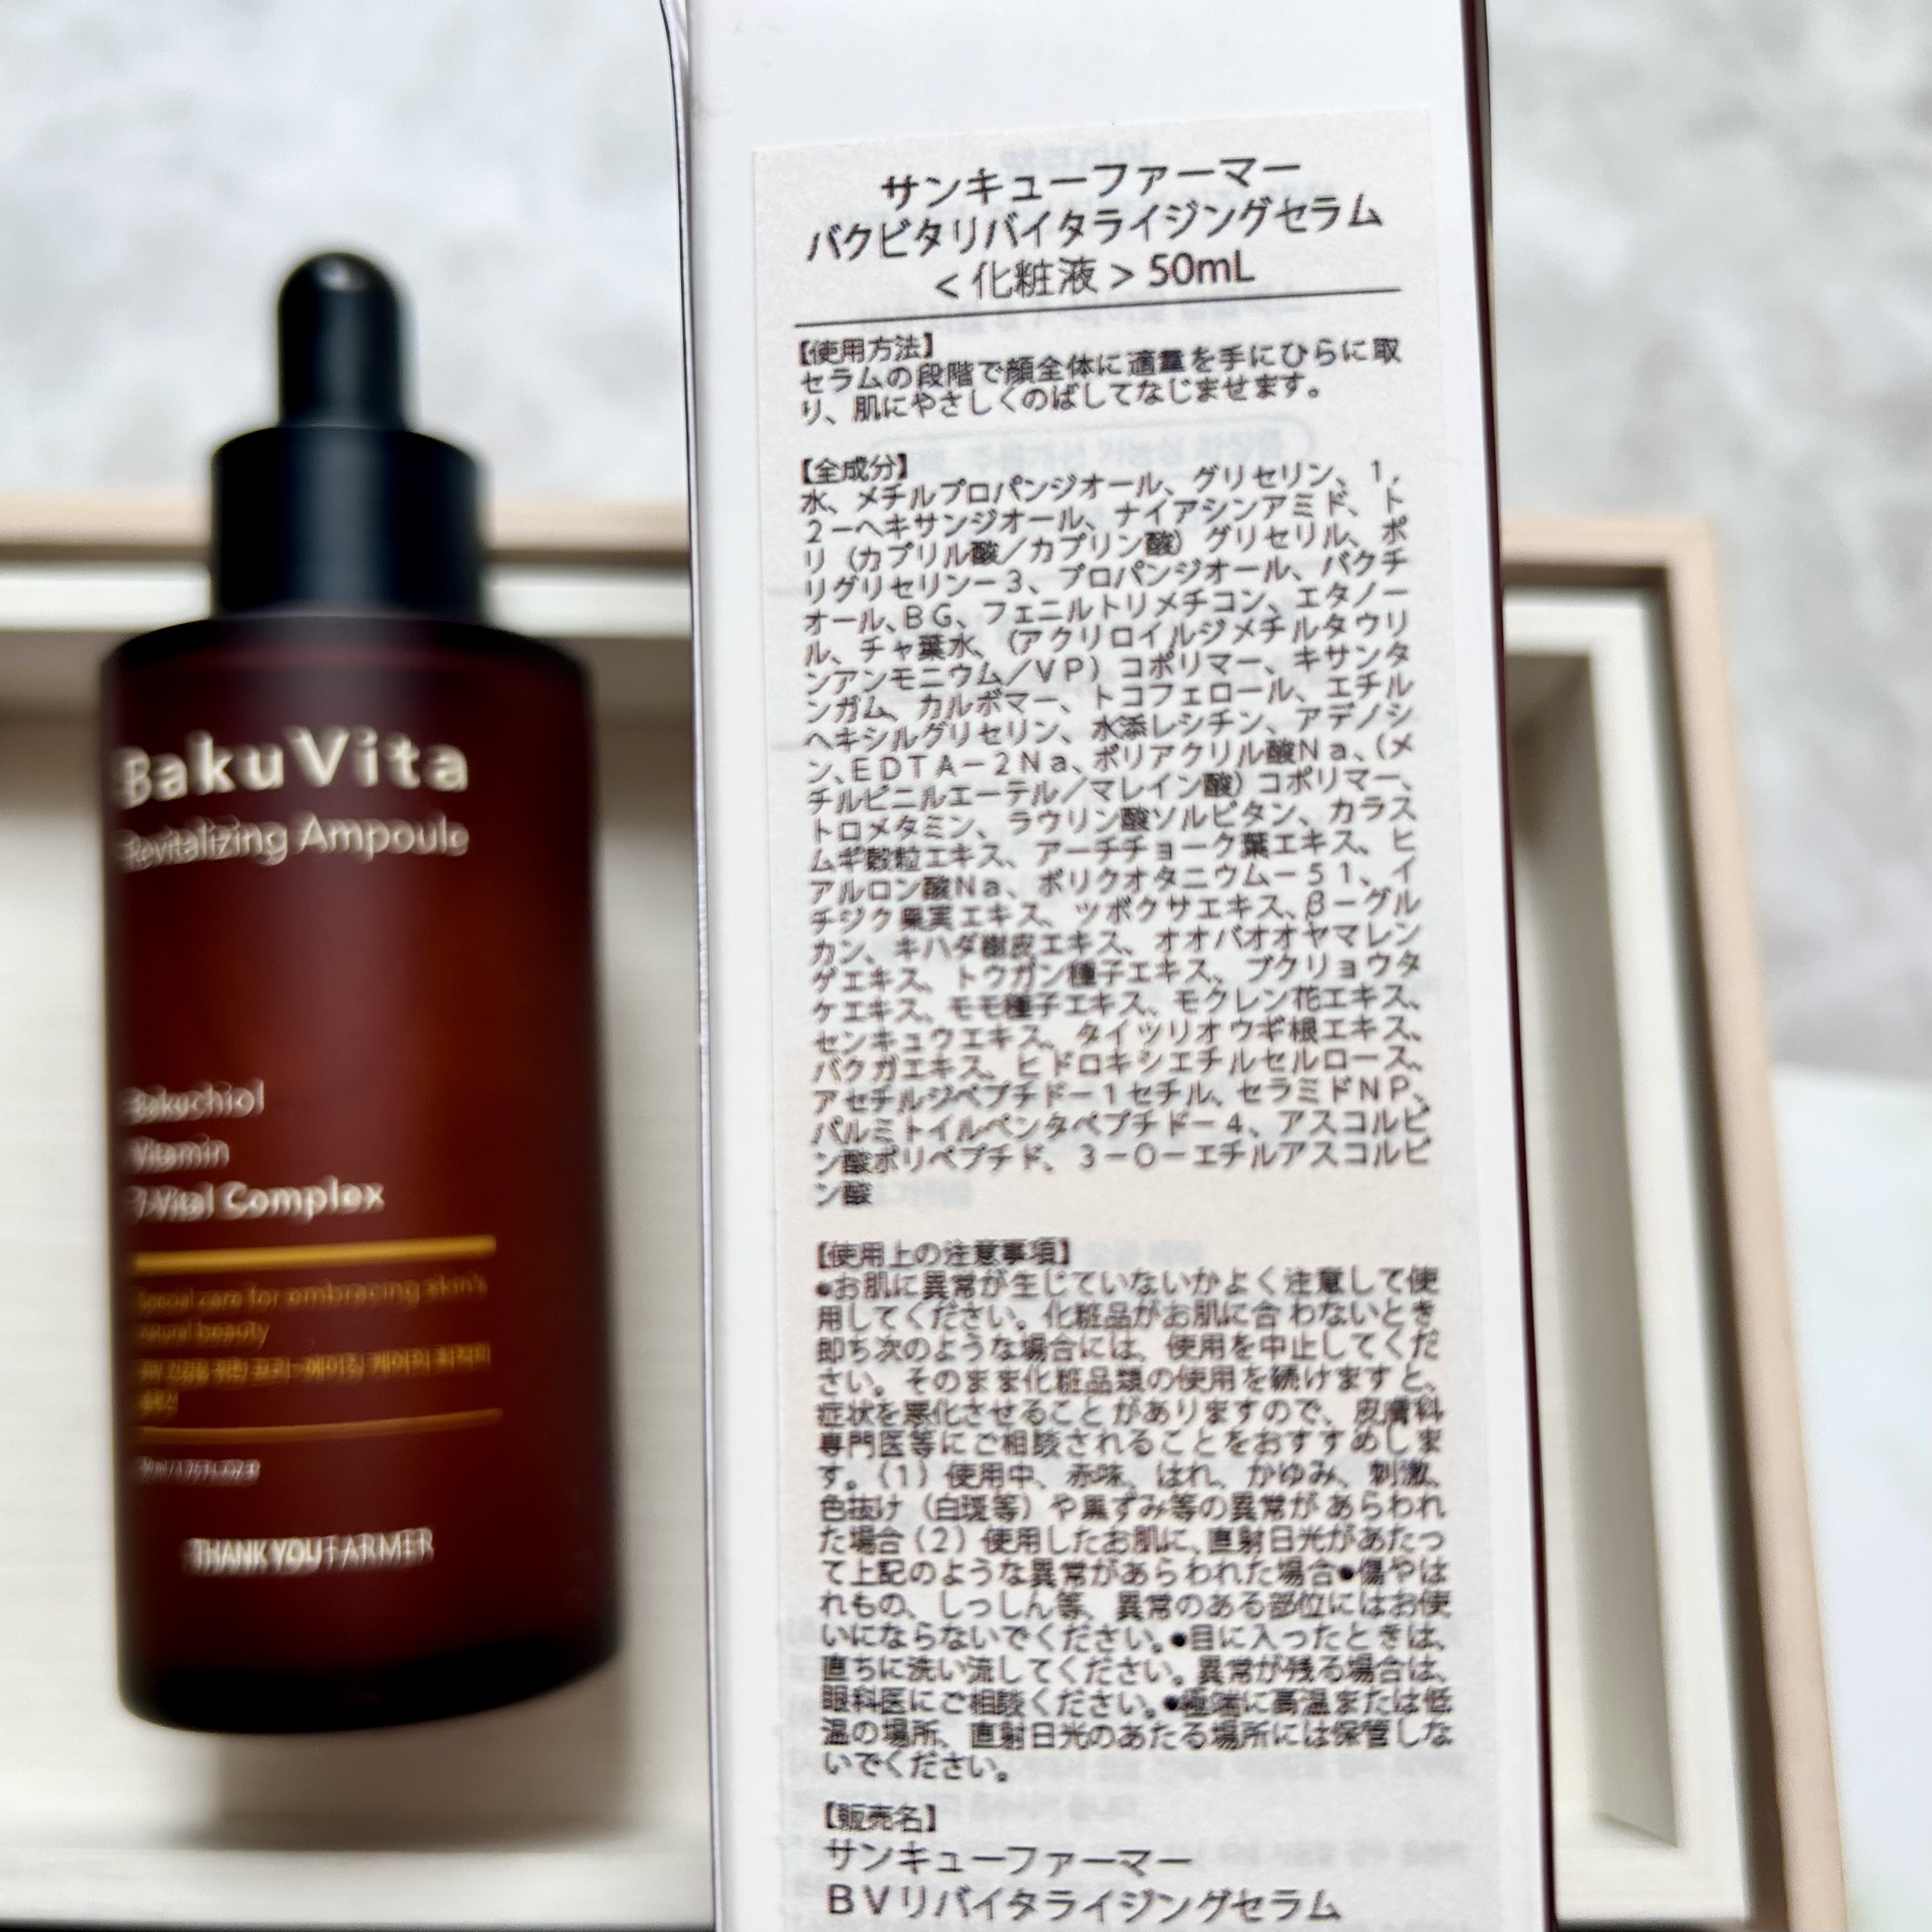 BakuVita
Revitalizing Ampoule
Bakuchiol
Vitamin
7-Vital Complex
Special care for embracing skin's
natural beauty
THANK YOU FARMER
サンキューファーマー
バクビタリバイタライジングセラム
<化粧液> 50mL
【使用方法】
セラムの段階で顔全体に適量を手にひらに取
り、肌にやさしくのばしてなじませます。
【全成分】
水、メチルプロパンジオール、グリセリン、1,
2－ヘキサンジオール、ナイアシンアミド、ト
リ（カプリル酸／カプリン酸）グリセリル、ポ
リグリセリン－3、プロパンジオール、バクチ
オール、BG、フェニルトリメチコン、エタノー
ル、チャ葉水、（アクリロイルジメチルタウリ
ンアンモニウム／VP）コポリマー、キサンタ
ンガム、カルボマー、トコフェロール、エチル
ヘキシルグリセリン、水添レシチン、アデノシ
ン、EDTA－2Na、ポリアクリル酸Na、（メ
チルビニルエーテル／マレイン酸）コポリマー、
トロメタミン、ラウリン酸ソルビタン、カラス
ムギ穀粒エキス、アーチチョーク葉エキス、ヒ
アルロン酸Na、ポリクオタニウム－51、イ
チジク果実エキス、ツボクサエキス、β－グル
カン、キハダ樹皮エキス、オオバオオヤマレン
ゲエキス、トウガン種子エキス、ブクリョウタ
ケエキス、モモ種子エキス、モクレン花エキス、
センキュウエキス、タイツリオウギ根エキス、
バクガエキス、ヒドロキシエチルセルロース、
アセチルジペプチド－1セチル、セラミドNP、
パルミトイルペンタペプチド－4、アスコルビ
ン酸ポリペプチド、3－O－エチルアスコルビ
ン酸
【使用上の注意事項】
●お肌に異常が生じていないかよく注意して使
用してください。化粧品がお肌に合わないとき
即ち次のような場合には、使用を中止してくだ
さい。そのまま化粧品類の使用を続けますと、
症状を悪化させることがありますので、皮膚科
専門医等にご相談されることをおすすめしま
す。（1）使用中、赤味、はれ、かゆみ、刺激、
色抜け（白斑等）や黒ずみ等の異常があらわれ
た場合（2）使用したお肌に、直射日光があたっ
て上記のような異常があらわれた場合●傷やは
れもの、しっしん等、異常のある部位にはお使
いにならないでください。●目に入ったときは、
直ちに洗い流してください。異常が残る場合は、
眼科医にご相談ください。●極端に高温または低
温の場所、直射日光のあたる場所には保管しな
いでください。
【販売名】
サンキューファーマー
BVリバイタライジングセラム